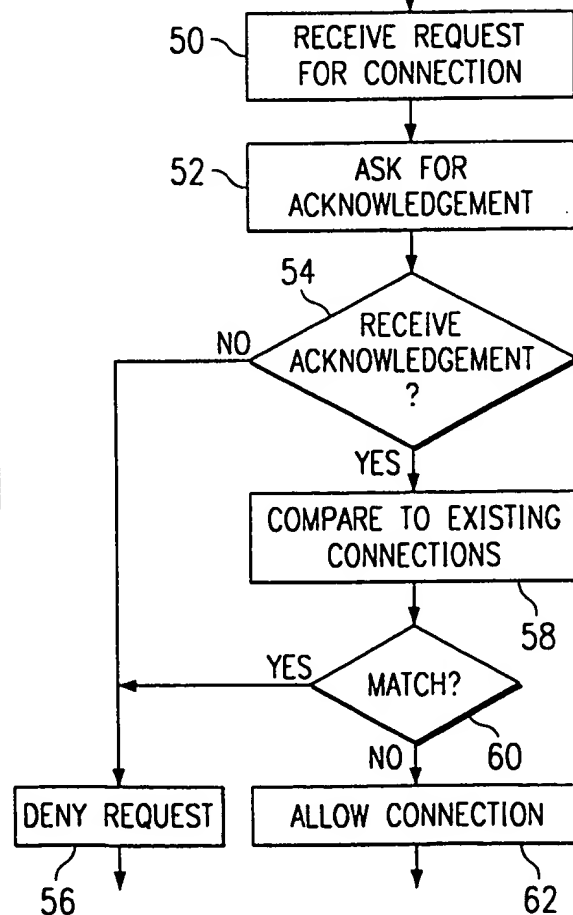 50
RECEIVE REQUEST
FOR CONNECTION
52
ASK FOR
ACKNOWLEDGEMENT
54
RECEIVE
ACKNOWLEDGEMENT
?
NO
YES
COMPARE TO EXISTING
CONNECTIONS
58
YES
MATCH?
60
NO
DENY REQUEST
ALLOW CONNECTION
56
62